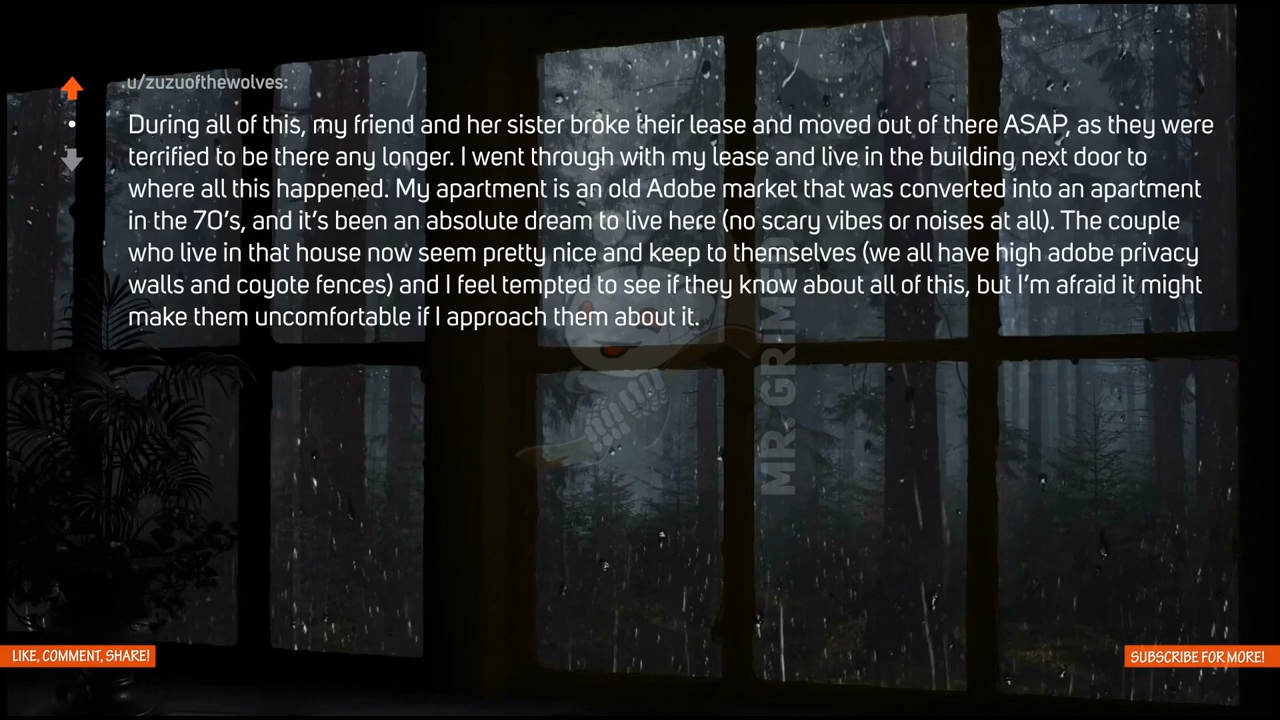 u/zuzuofthewolves:
During all of this, my friend and her sister broke their lease and moved out of there ASAP, as they were
terrified to be there any longer. I went through with my lease and live in the building next door to
where all this happened. My apartment is an old Adobe market that was converted into an apartment
in the 70's, and it's been an absolute dream to live here (no scary vibes or noises at all). The couple
who live in that house now seem pretty nice and keep to themselves (we all have high adobe privacy
walls and coyote fences) and I feel tempted to see if they know about all of this, but I'm afraid it might
make them uncomfortable if I approach them about it.
MR. GRIMES
LIKE, COMMENT, SHARE!
SUBSCRIBE FOR MORE!